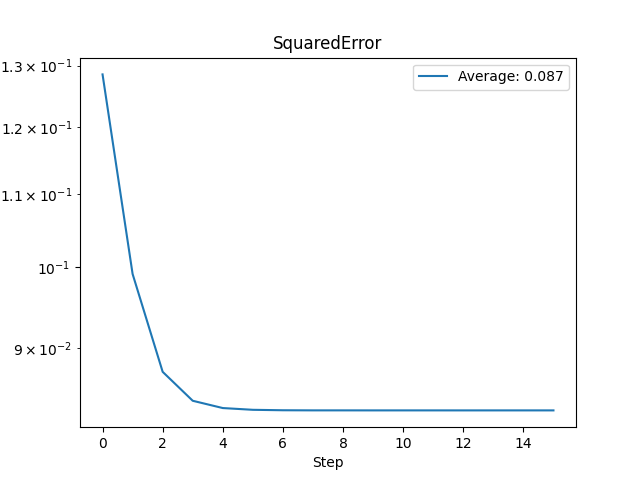 SquaredError
Average: 0.087
1.3 × 10⁻¹
1.2 × 10⁻¹
1.1 × 10⁻¹
10⁻¹
9 × 10⁻²
0 2 4 6 8 10 12 14
Step